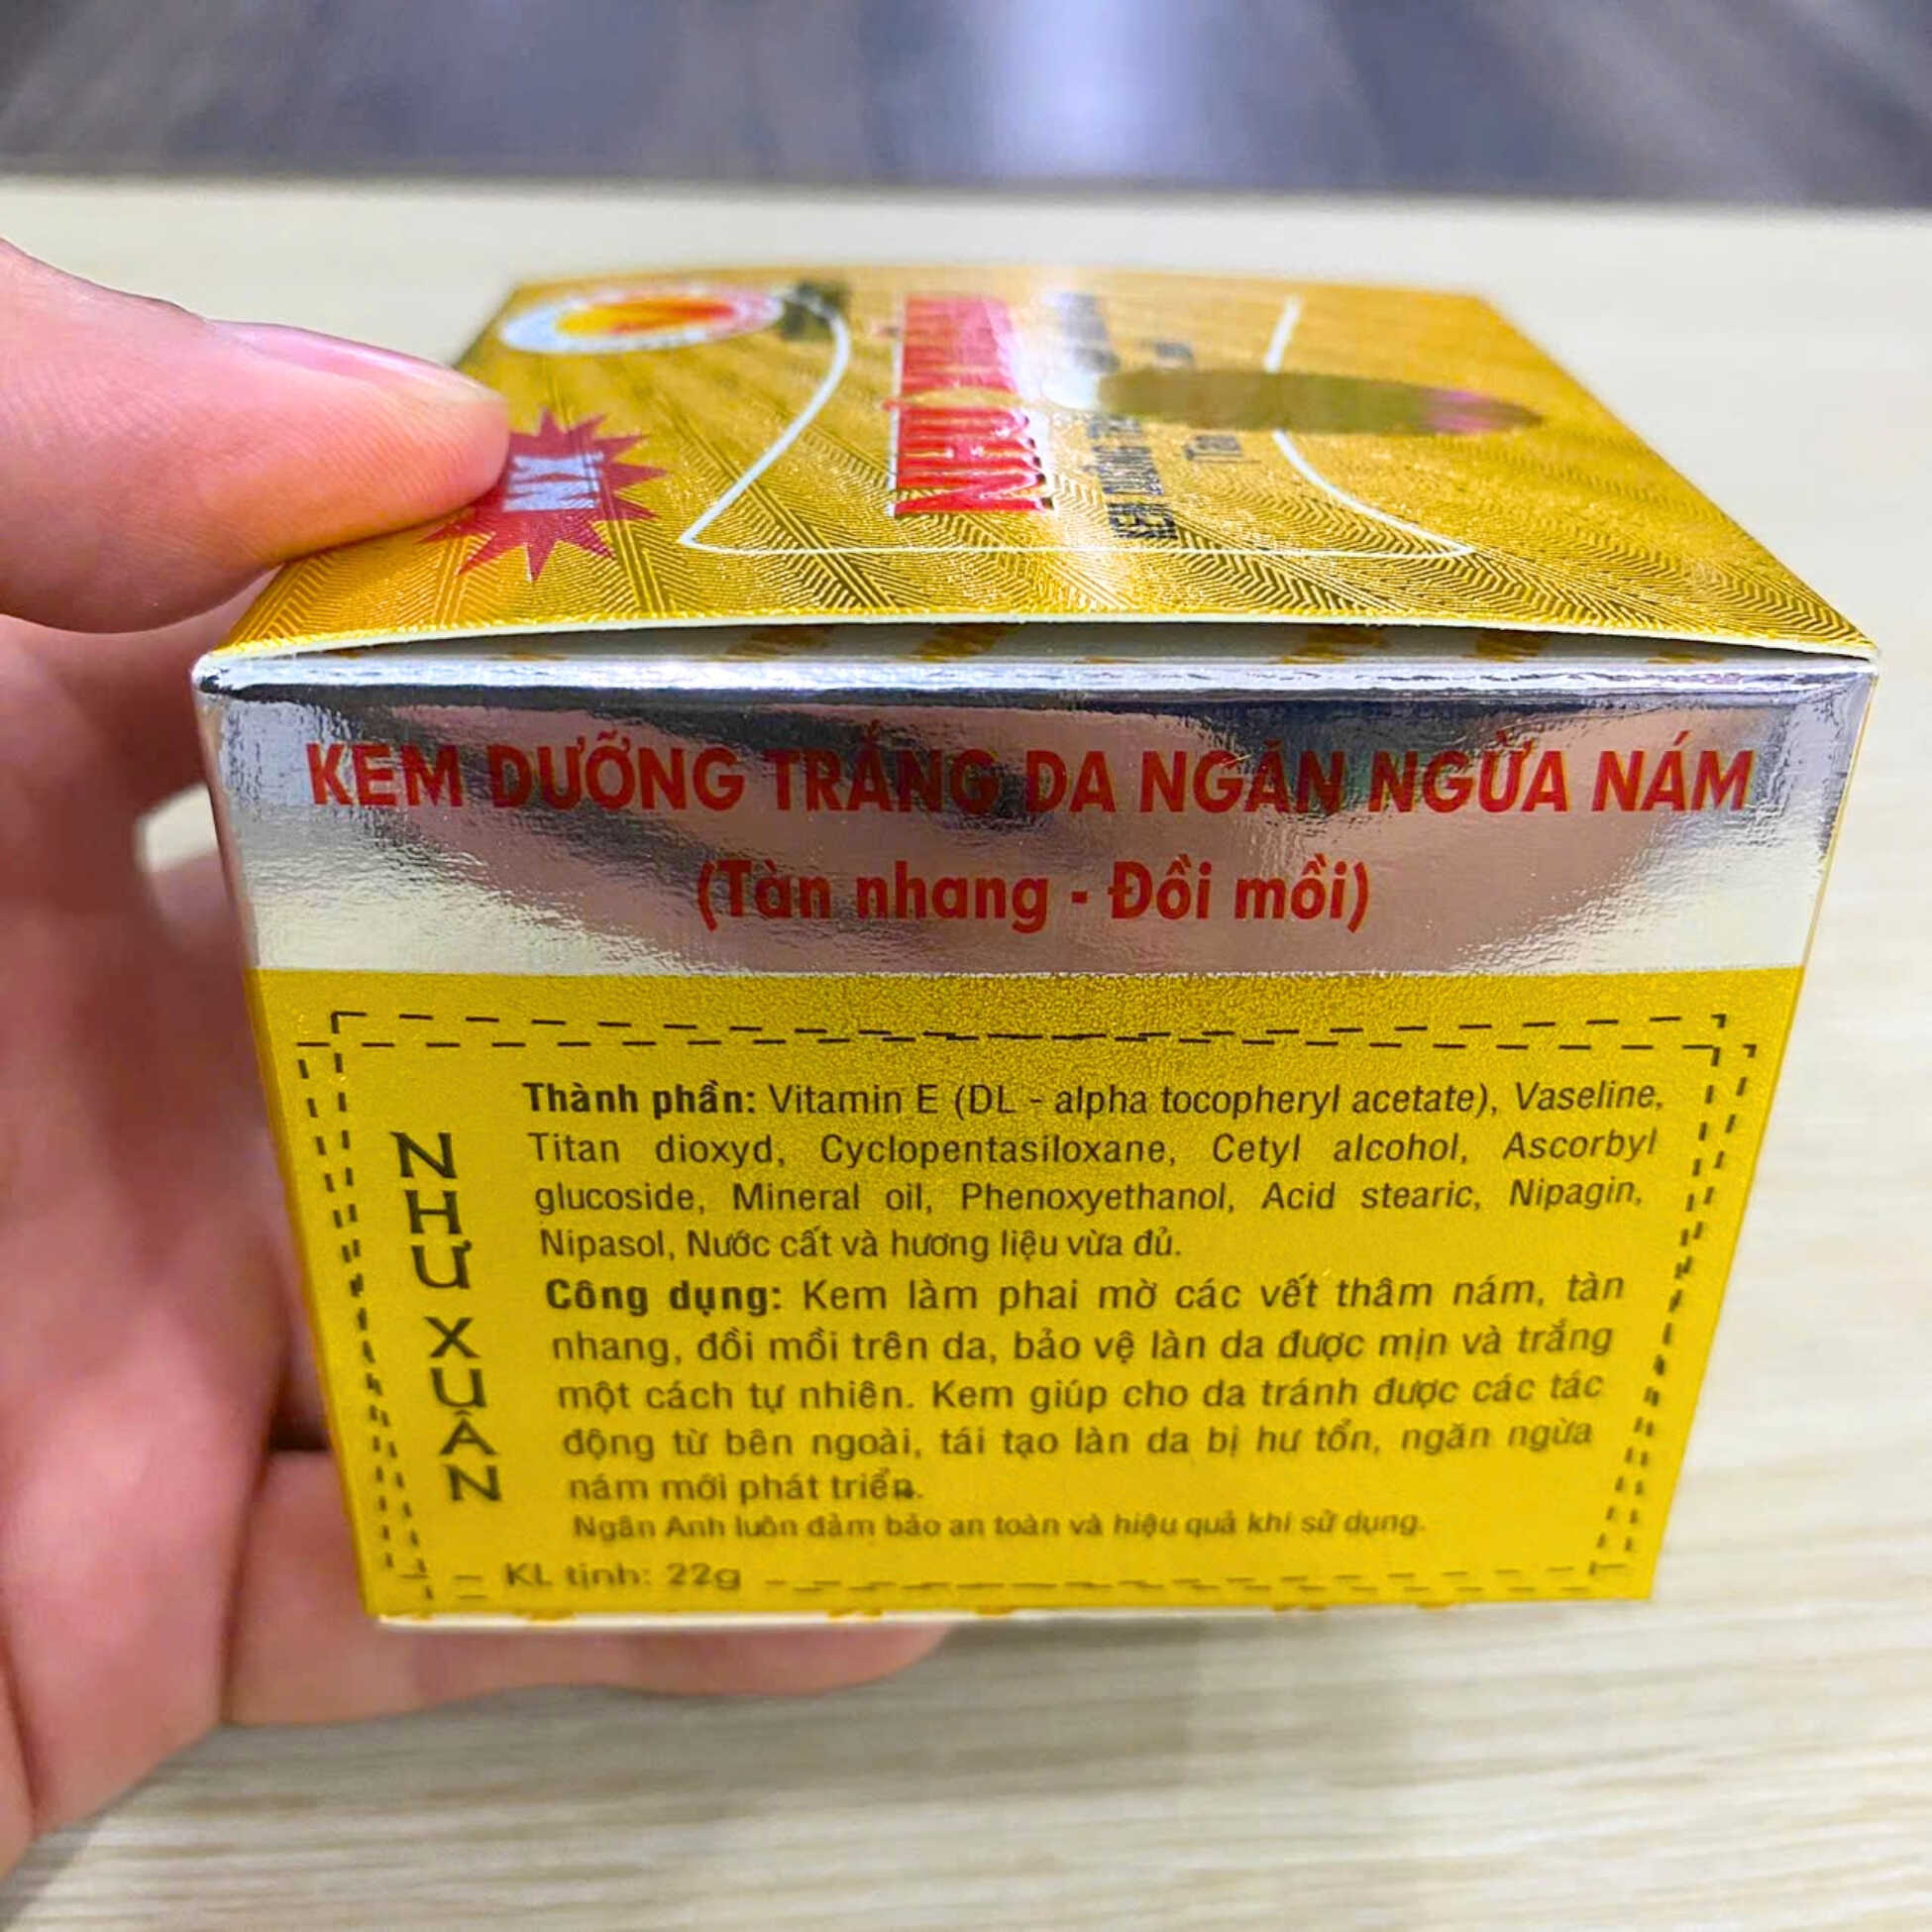 NX
NHƯ
KEM DƯỠNG TRẮNG DA NGĂN NGỪA NÁM
(Tàn nhang - Đồi mồi)
NHƯ XUÂN
Thành phần: Vitamin E (DL - alpha tocopheryl acetate), Vaseline,
Titan dioxyd, Cyclopentasiloxane, Cetyl alcohol, Ascorbyl
glucoside, Mineral oil, Phenoxyethanol, Acid stearic, Nipagin,
Nipasol, Nước cất và hương liệu vừa đủ.
Công dụng: Kem làm phai mờ các vết thâm nám, tàn
nhang, đồi mồi trên da, bảo vệ làn da được mịn và trắng
một cách tự nhiên. Kem giúp cho da tránh được các tác
động từ bên ngoài, tái tạo làn da bị hư tổn, ngăn ngừa
nám mới phát triển.
Ngân Anh luôn đảm bảo an toàn và hiệu quả khi sử dụng.
KL tịnh: 22g